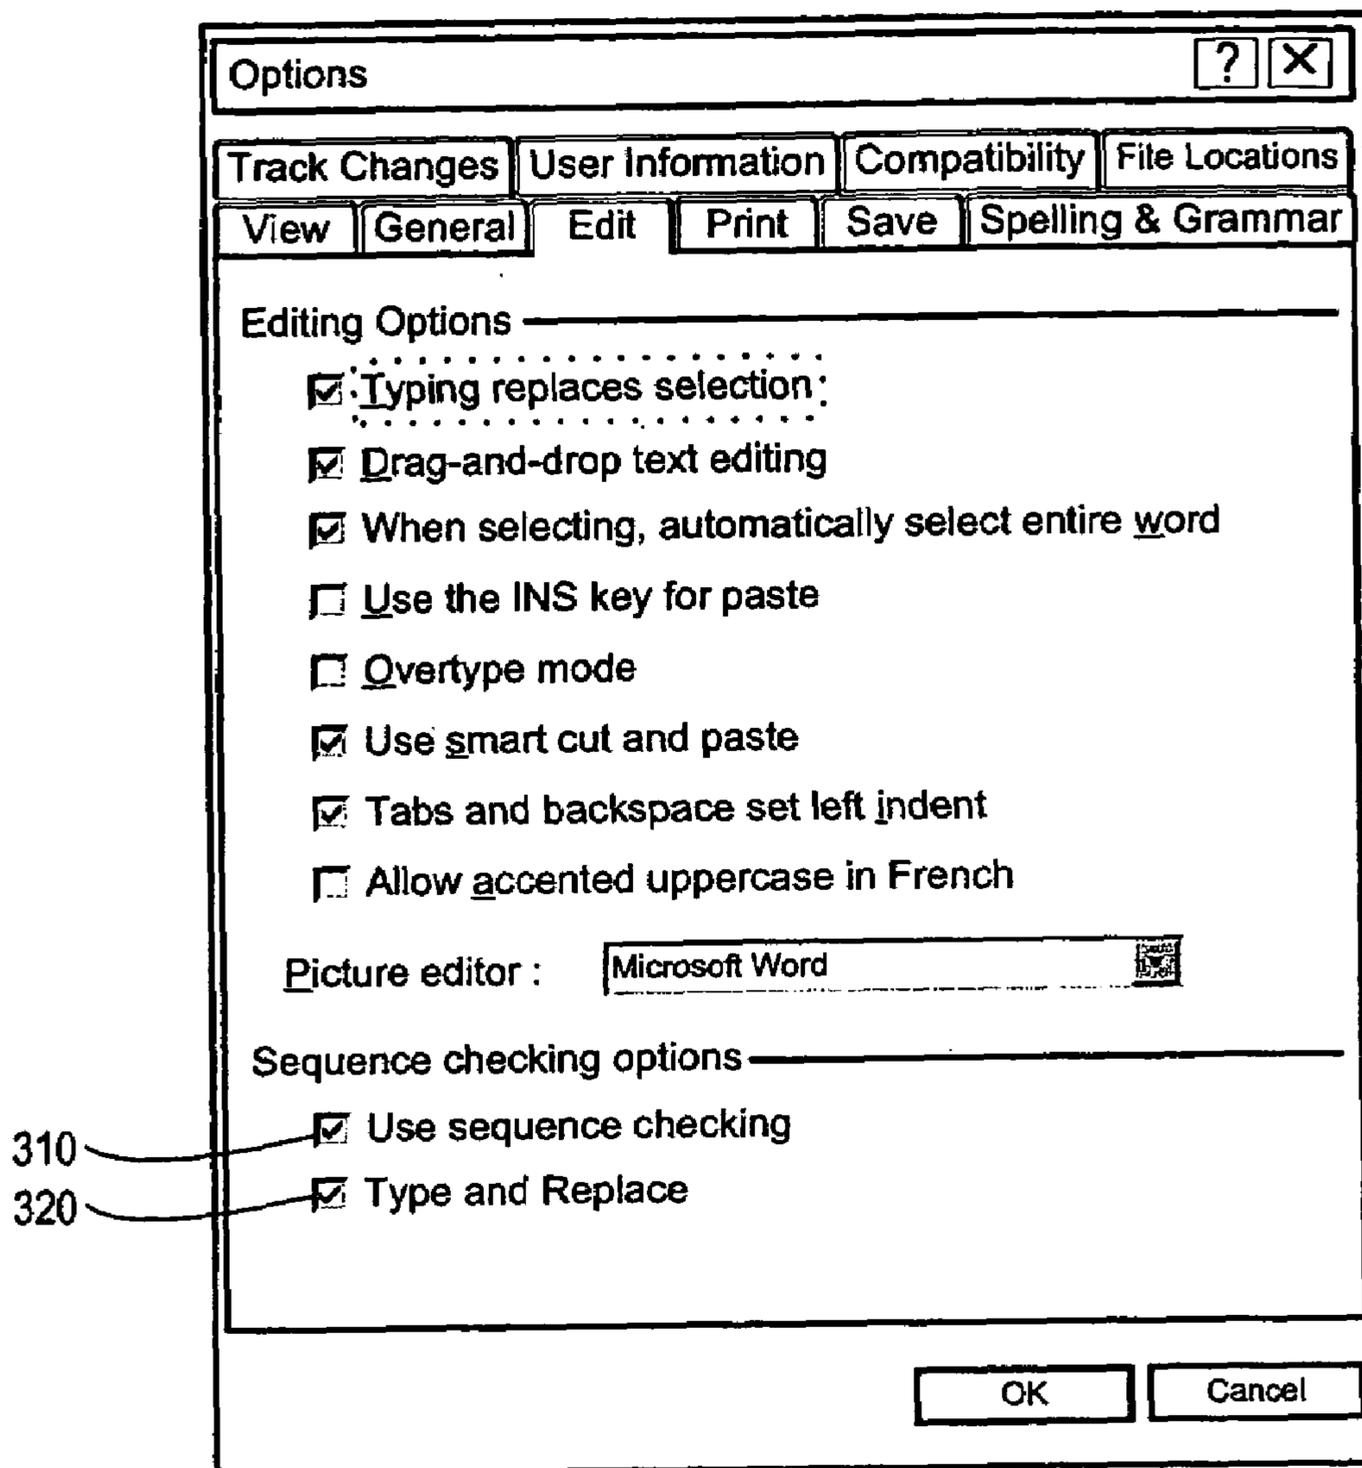 Options ? X
Track Changes User Information Compatibility File Locations
View General Edit Print Save Spelling & Grammar
Editing Options
Typing replaces selection
Drag-and-drop text editing
When selecting, automatically select entire word
Use the INS key for paste
Overtype mode
Use smart cut and paste
Tabs and backspace set left indent
Allow accented uppercase in French
Picture editor : Microsoft Word
Sequence checking options
310 Use sequence checking
320 Type and Replace
OK Cancel